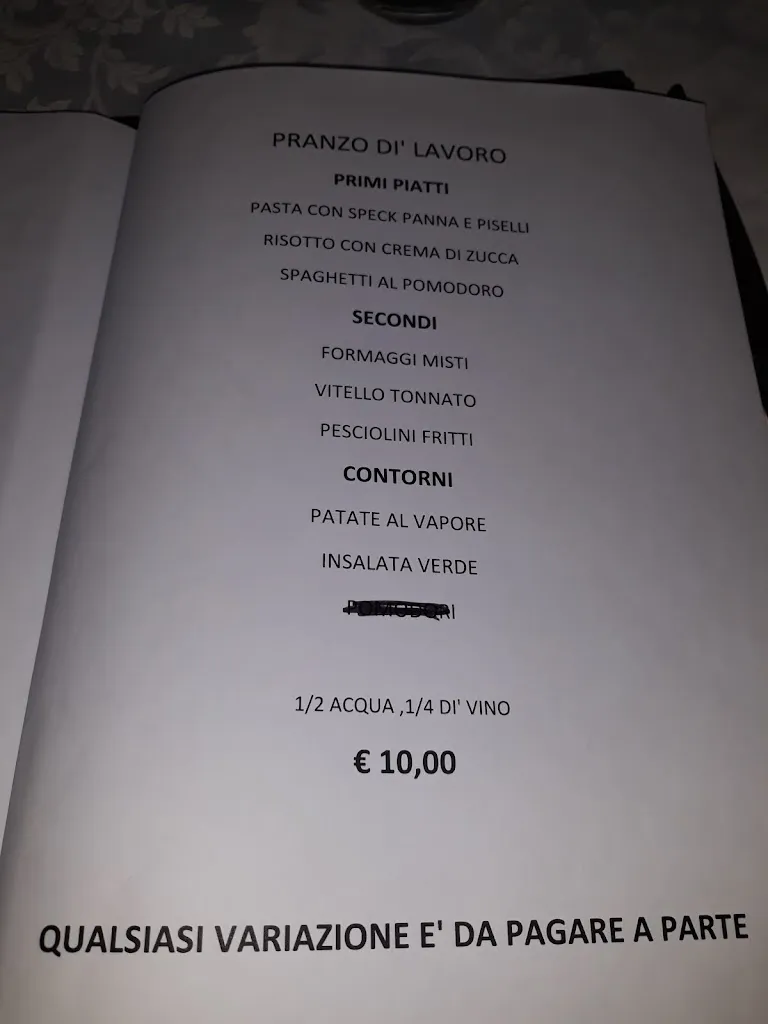 PRANZO DI' LAVORO
PRIMI PIATTI
PASTA CON SPECK PANNA E PISELLI
RISOTTO CON CREMA DI ZUCCA
SPAGHETTI AL POMODORO
SECONDI
FORMAGGI MISTI
VITELLO TONNATO
PESCIOLINI FRITTI
CONTORNI
PATATE AL VAPORE
INSALATA VERDE
POMODORI
1/2 ACQUA ,1/4 DI' VINO
€ 10,00
QUALSIASI VARIAZIONE E' DA PAGARE A PARTE